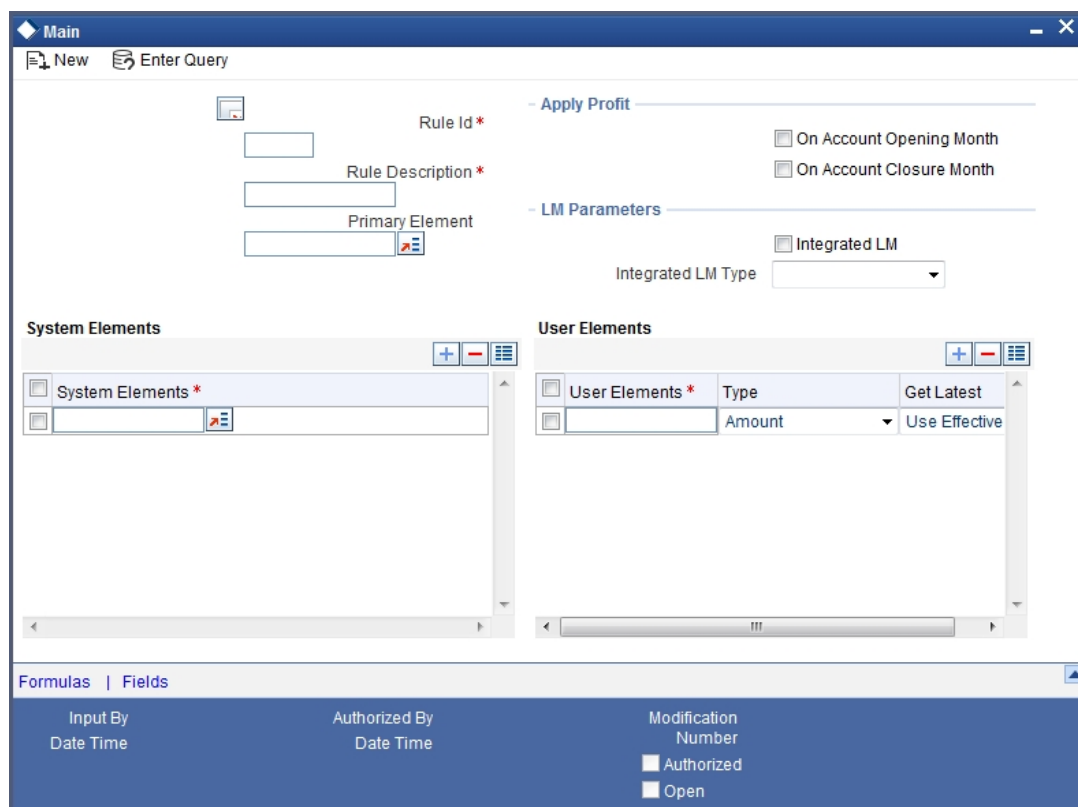 Main
New Enter Query
Rule Id *
Rule Description *
Primary Element
Apply Profit
On Account Opening Month
On Account Closure Month
LM Parameters
Integrated LM
Integrated LM Type
System Elements
System Elements *
User Elements
User Elements * Type Get Latest
Amount Use Effective
Formulas | Fields
Input By
Date Time
Authorized By
Date Time
Modification
Number
Authorized
Open